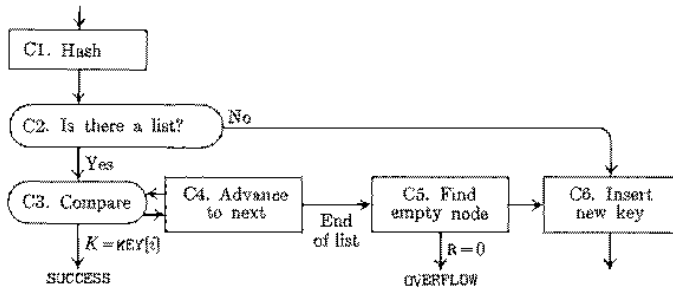 C1. Hash
C2. Is there a list?
No
Yes
C3. Compare
C4. Advance
to next
End
of list
C5. Find
empty node
C6. Insert
new key
K = KEY[i]
R = 0
SUCCESS
OVERFLOW